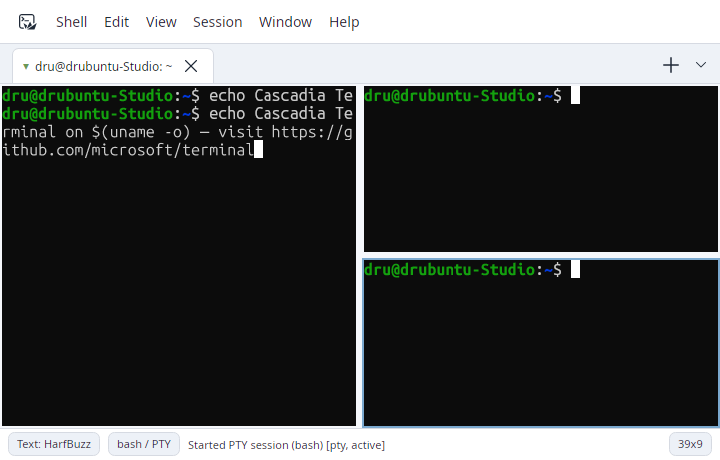 Shell Edit View Session Window Help
dru@drubuntu-Studio: ~
dru@drubuntu-Studio:~$ echo Cascadia Te
dru@drubuntu-Studio:~$ echo Cascadia Te
rminal on $(uname -o) — visit https://g
ithub.com/microsoft/terminal
dru@drubuntu-Studio:~$
dru@drubuntu-Studio:~$
Text: HarfBuzz bash / PTY Started PTY session (bash) [pty, active] 39x9